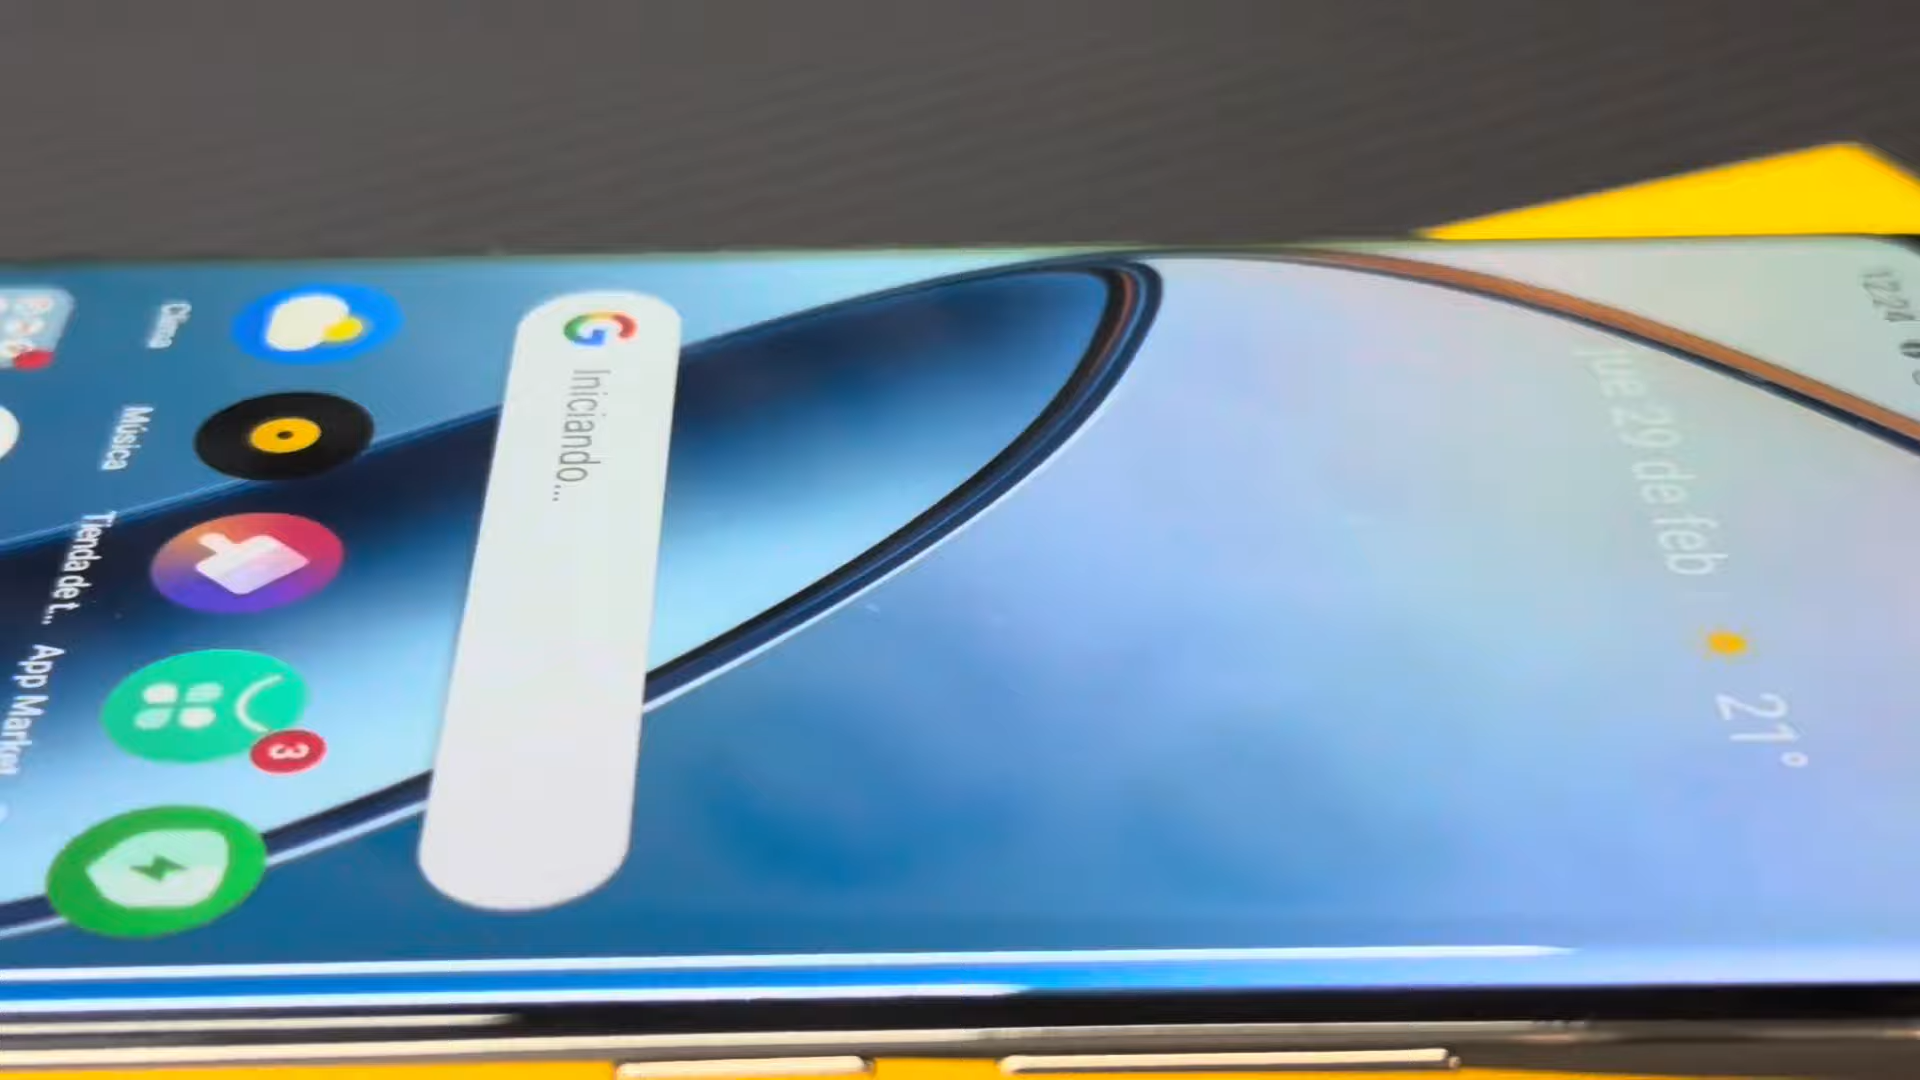 12:24
jue 29 de feb
21°
Iniciando...
Clima
Música
Tienda de t...
App Market
3